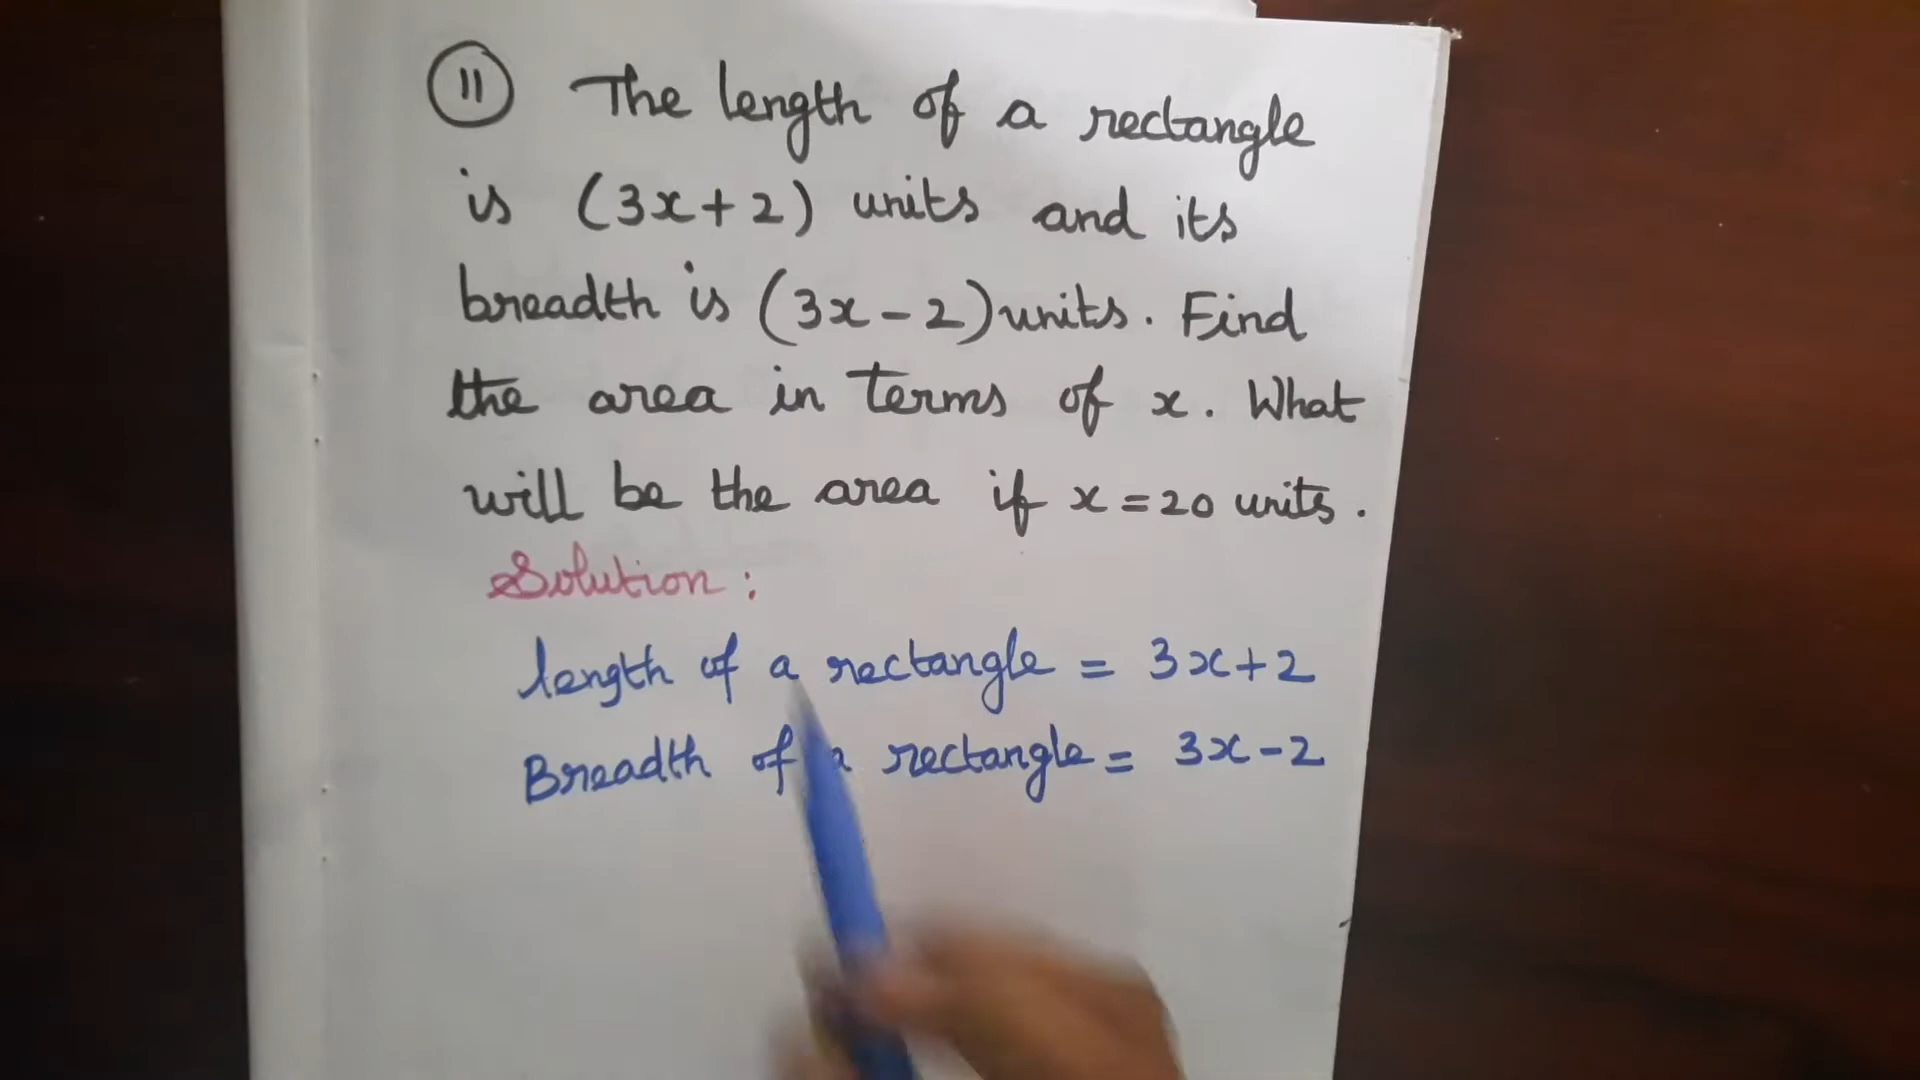 11 The length of a rectangle
is (3x+2) units and its
breadth is (3x-2) units. Find
the area in terms of x. What
will be the area if x=20 units.
Solution:
length of a rectangle = 3x+2
Breadth of a rectangle = 3x-2